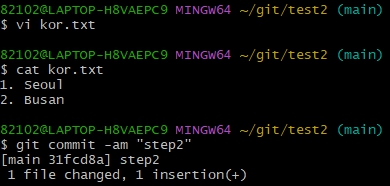 82102@LAPTOP-H8VAEPC9 MINGW64 ~/git/test2 (main)
$ vi kor.txt
82102@LAPTOP-H8VAEPC9 MINGW64 ~/git/test2 (main)
$ cat kor.txt
1. Seoul
2. Busan
82102@LAPTOP-H8VAEPC9 MINGW64 ~/git/test2 (main)
$ git commit -am "step2"
[main 31fcd8a] step2
 1 file changed, 1 insertion(+)